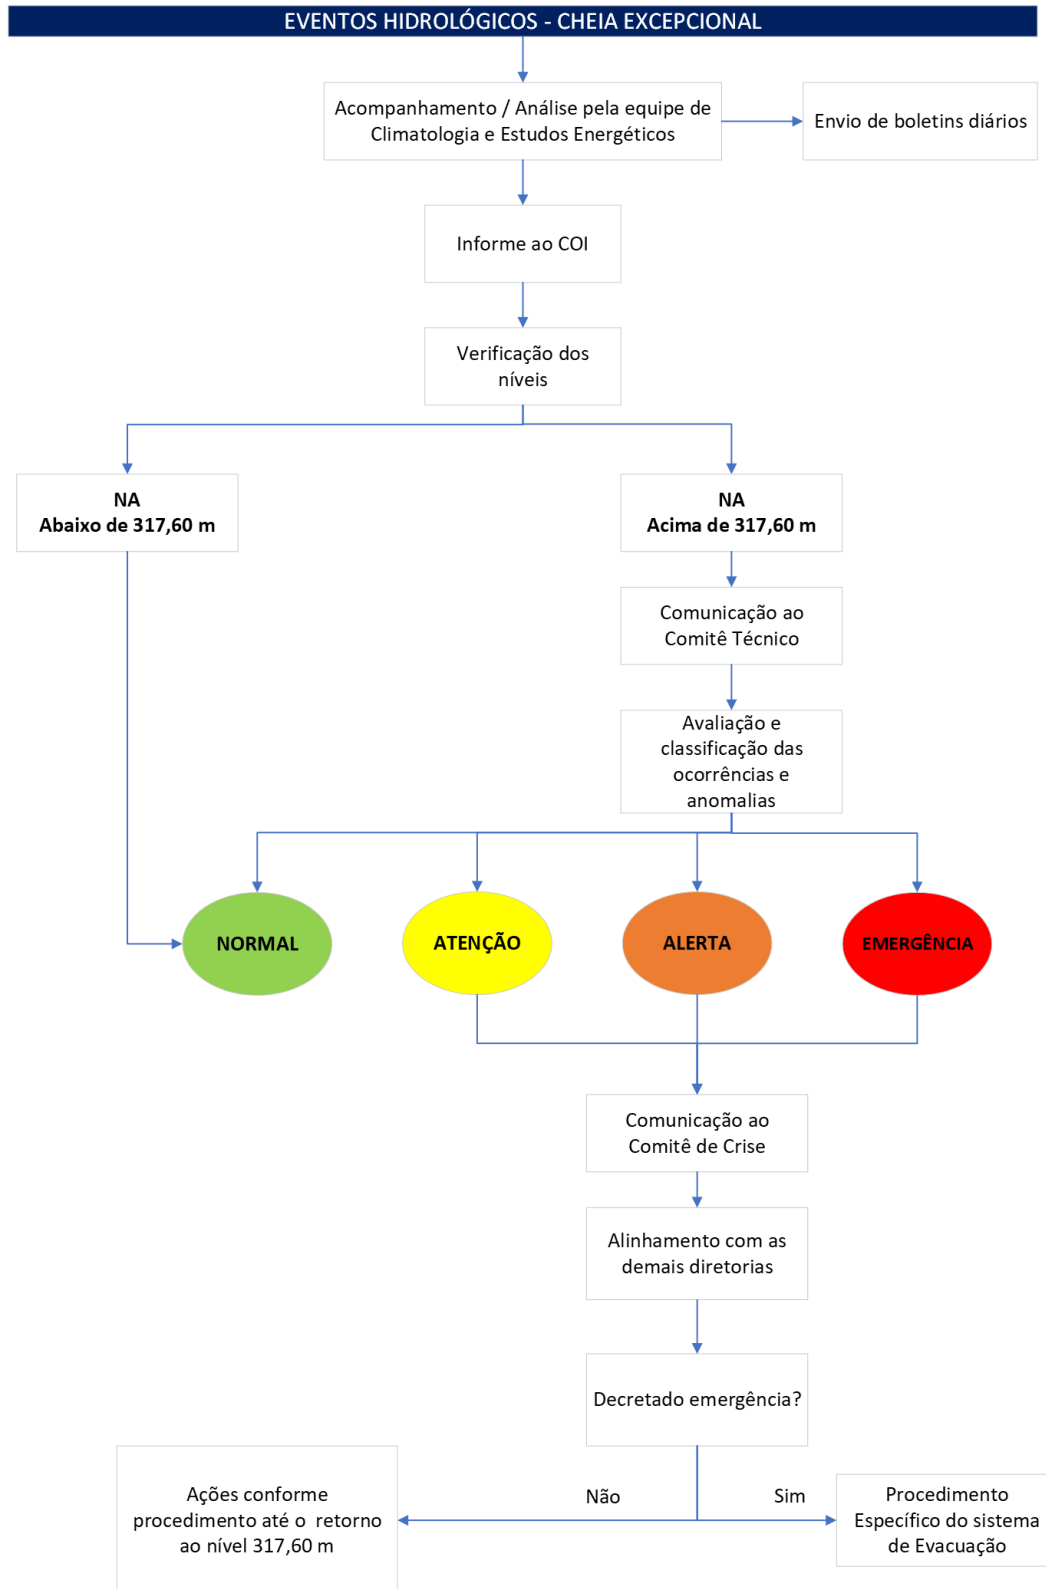 EVENTOS HIDROLÓGICOS - CHEIA EXCEPCIONAL
Acompanhamento / Análise pela equipe de
Climatologia e Estudos Energéticos
Envio de boletins diários
Informe ao COI
Verificação dos
níveis
NA
Abaixo de 317,60 m
NA
Acima de 317,60 m
Comunicação ao
Comitê Técnico
Avaliação e
classificação das
ocorrências e
anomalias
NORMAL
ATENÇÃO
ALERTA
EMERGÊNCIA
Comunicação ao
Comitê de Crise
Alinhamento com as
demais diretorias
Decretado emergência?
Não
Sim
Ações conforme
procedimento até o retorno
ao nível 317,60 m
Procedimento
Específico do sistema
de Evacuação